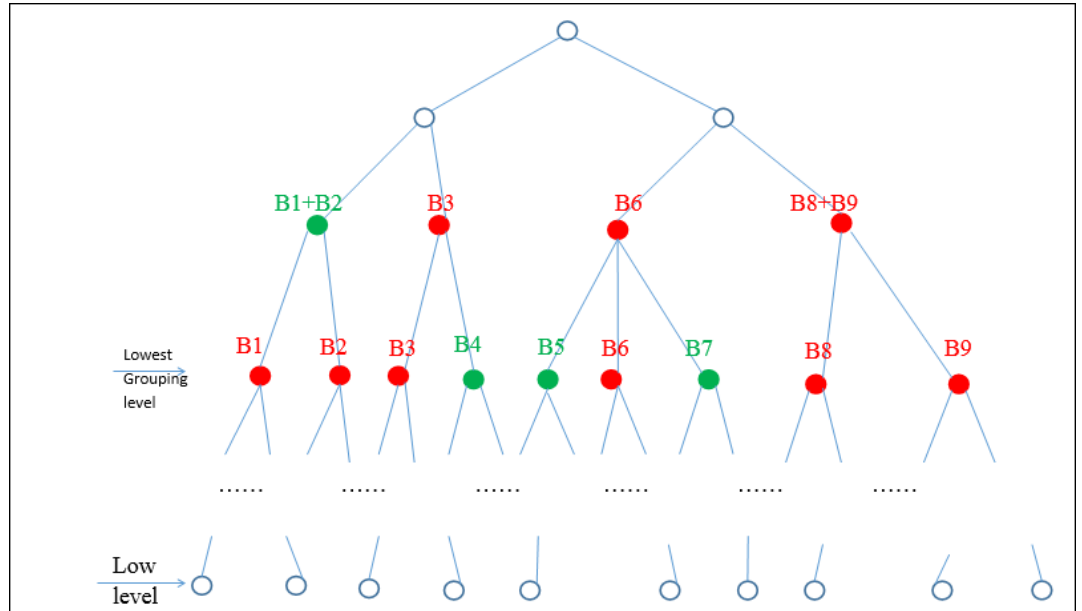 B1+B2
B3
B6
B8+B9
Lowest
Grouping
level
B1
B2
B3
B4
B5
B6
B7
B8
B9
......
......
......
......
......
......
Low
level